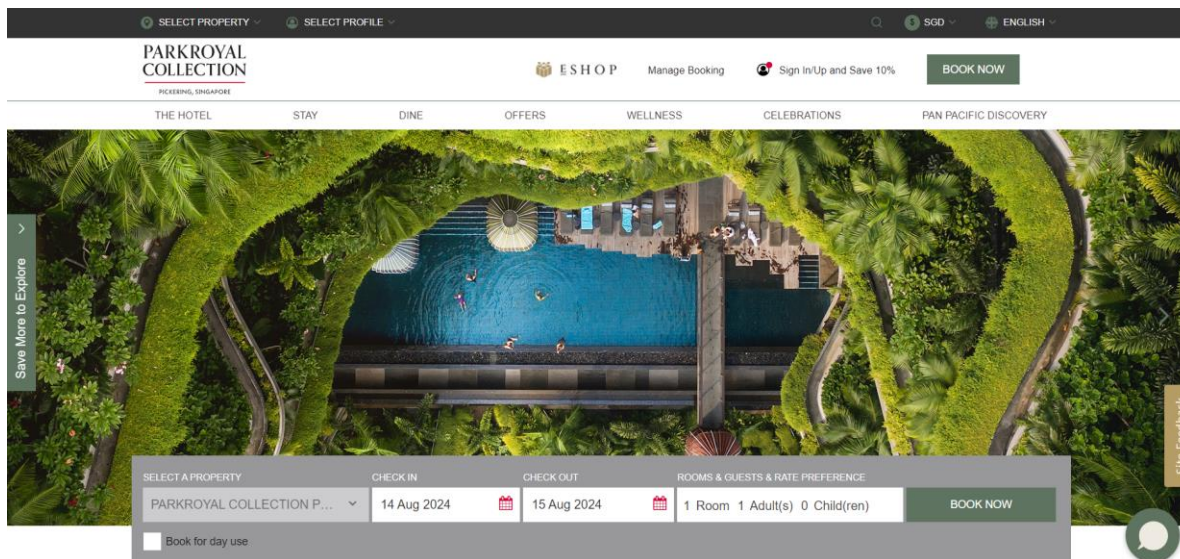 SELECT PROPERTY SELECT PROFILE $ SGD ENGLISH
PARKROYAL
COLLECTION
PICKERING, SINGAPORE
ESHOP Manage Booking Sign In/Up and Save 10% BOOK NOW
THE HOTEL STAY DINE OFFERS WELLNESS CELEBRATIONS PAN PACIFIC DISCOVERY
Save More to Explore
SELECT A PROPERTY CHECK IN CHECK OUT ROOMS & GUESTS & RATE PREFERENCE
PARKROYAL COLLECTION P... 14 Aug 2024 15 Aug 2024 1 Room 1 Adult(s) 0 Child(ren) BOOK NOW
Book for day use